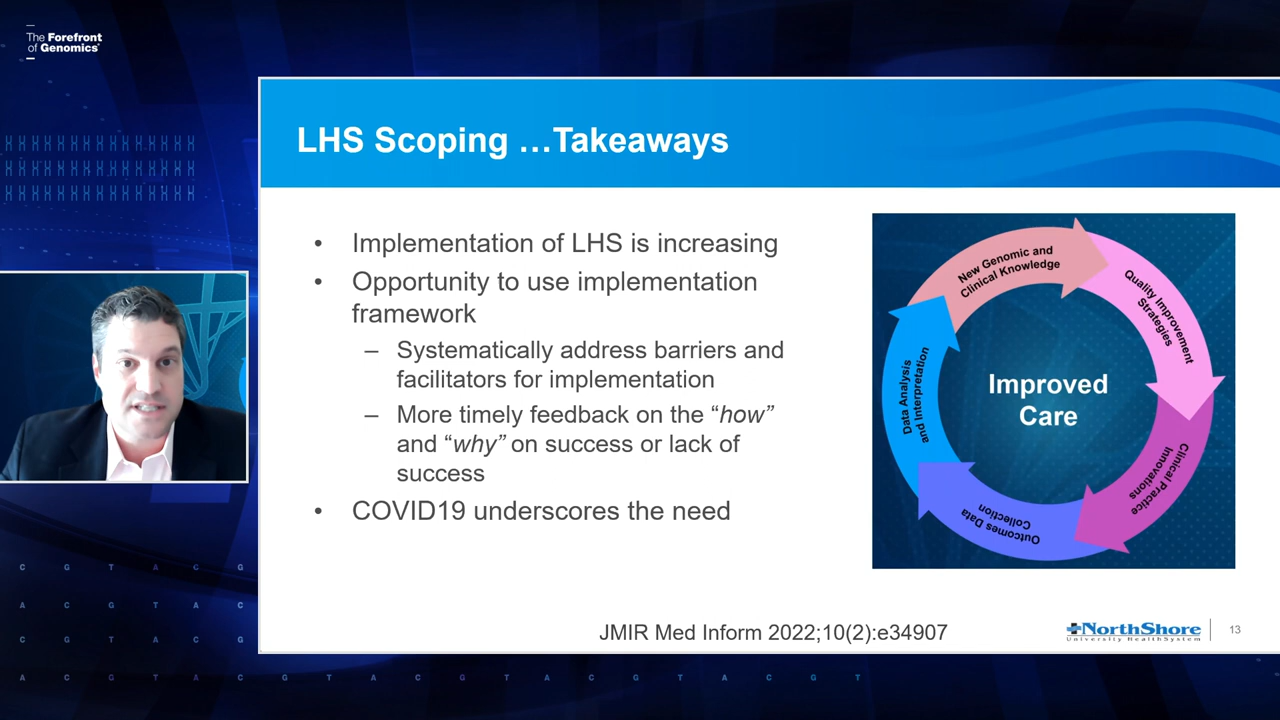 The Forefront
of Genomics®
LHS Scoping …Takeaways
• Implementation of LHS is increasing
• Opportunity to use implementation
framework
– Systematically address barriers and
facilitators for implementation
– More timely feedback on the “how”
and “why” on success or lack of
success
• COVID19 underscores the need
New Genomic and
Clinical Knowledge
Quality Improvement
Strategies
Clinical Practice
Innovations
Outcomes Data
Collection
Data Analysis
and Interpretation
Improved
Care
JMIR Med Inform 2022;10(2):e34907
NorthShore
University HealthSystem
13
C G T A C G
A C G T A C
C G T A C G
A C G T A C G T A C G T A C G T A C G T